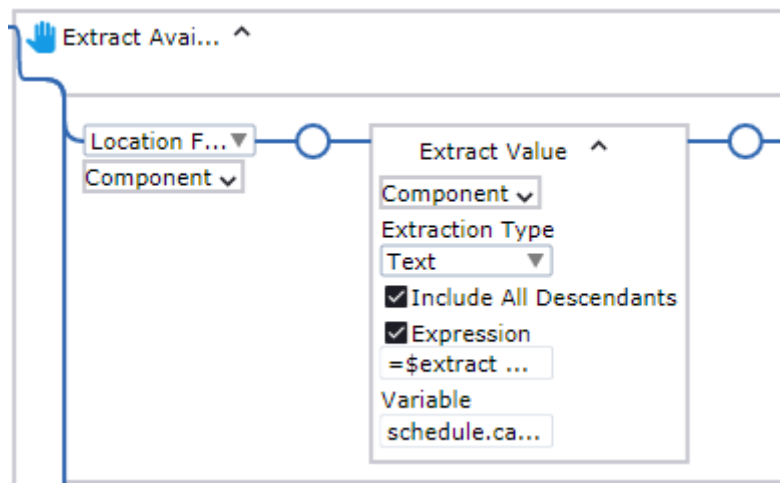 Extract Avai...
Location F...
Component
Extract Value
Component
Extraction Type
Text
Include All Descendants
Expression
=$extract ...
Variable
schedule.ca...